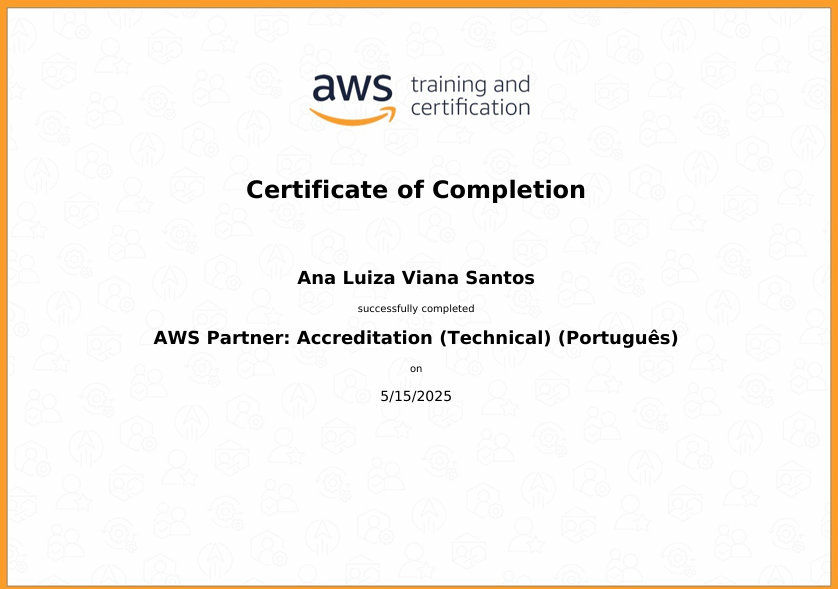 aws training and
certification
Certificate of Completion
Ana Luiza Viana Santos
successfully completed
AWS Partner: Accreditation (Technical) (Português)
on
5/15/2025